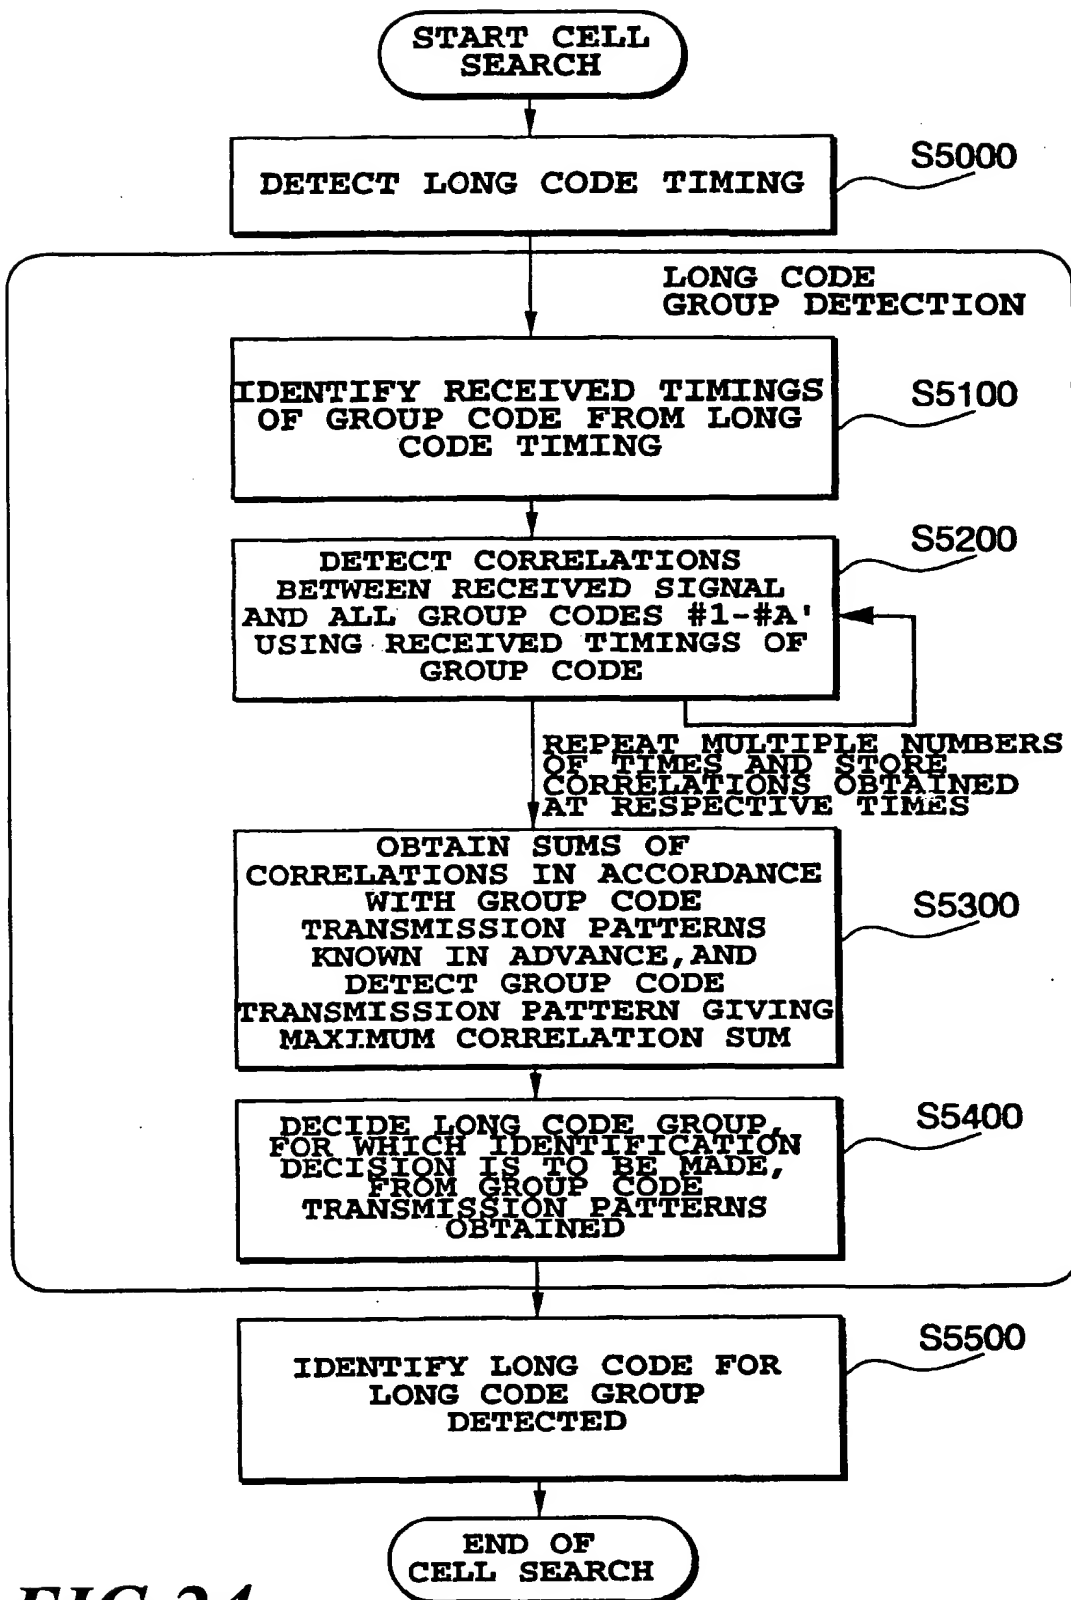 START CELL
SEARCH
S5000
DETECT LONG CODE TIMING
LONG CODE
GROUP DETECTION
S5100
IDENTIFY RECEIVED TIMINGS
OF GROUP CODE FROM LONG
CODE TIMING
S5200
DETECT CORRELATIONS
BETWEEN RECEIVED SIGNAL
AND ALL GROUP CODES #1-#A'
USING RECEIVED TIMINGS OF
GROUP CODE
REPEAT MULTIPLE NUMBERS
OF TIMES AND STORE
CORRELATIONS OBTAINED
AT RESPECTIVE TIMES
S5300
OBTAIN SUMS OF
CORRELATIONS IN ACCORDANCE
WITH GROUP CODE
TRANSMISSION PATTERNS
KNOWN IN ADVANCE,AND
DETECT GROUP CODE
TRANSMISSION PATTERN GIVING
MAXIMUM CORRELATION SUM
S5400
DECIDE LONG CODE GROUP,
FOR WHICH IDENTIFICATION
DECISION IS TO BE MADE,
FROM GROUP CODE
TRANSMISSION PATTERNS
OBTAINED
S5500
IDENTIFY LONG CODE FOR
LONG CODE GROUP
DETECTED
END OF
CELL SEARCH
FIG.24